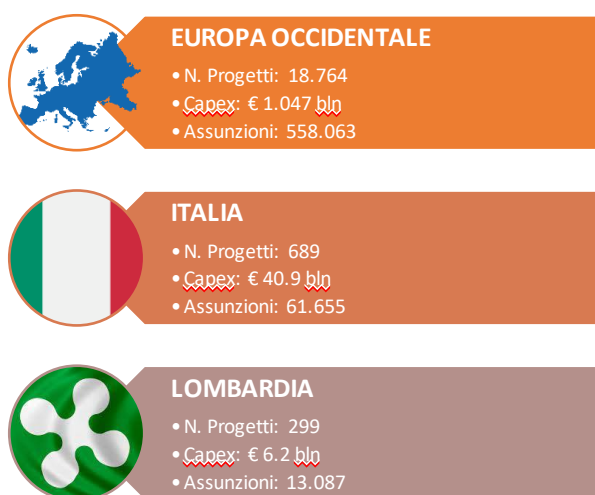 EUROPA OCCIDENTALE
• N. Progetti: 18.764
• Capex: € 1.047 bln
• Assunzioni: 558.063
ITALIA
• N. Progetti: 689
• Capex: € 40.9 bln
• Assunzioni: 61.655
LOMBARDIA
• N. Progetti: 299
• Capex: € 6.2 bln
• Assunzioni: 13.087